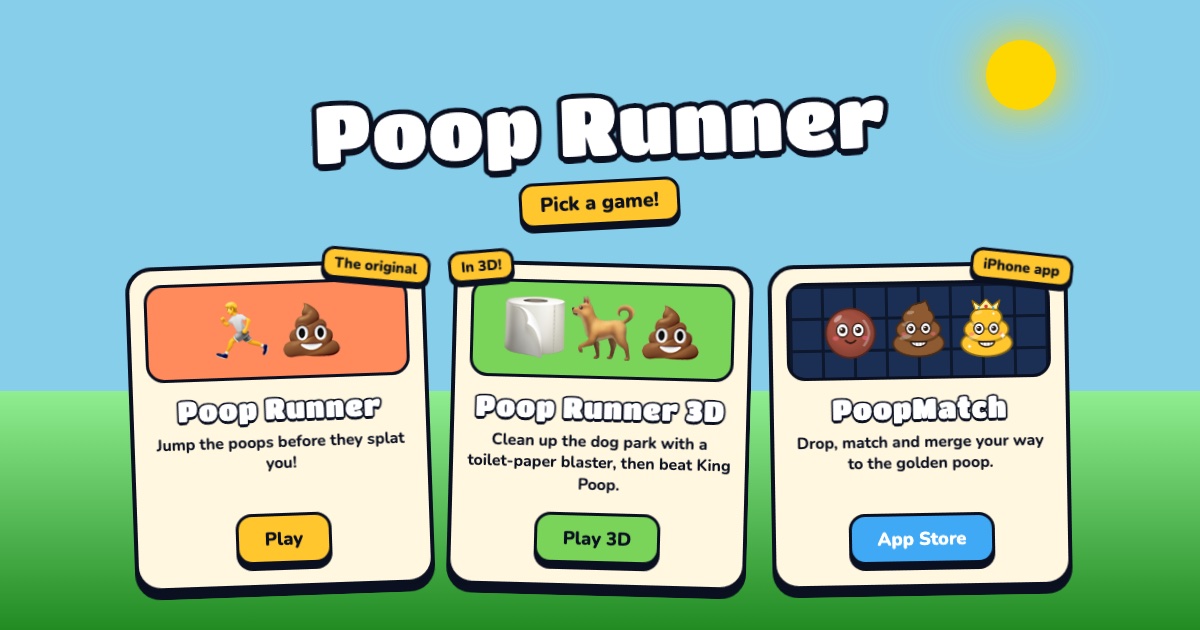 Poop Runner
Pick a game!
The original
Poop Runner
Jump the poops before they splat
you!
Play
In 3D!
Poop Runner 3D
Clean up the dog park with a
toilet-paper blaster, then beat King
Poop.
Play 3D
iPhone app
PoopMatch
Drop, match and merge your way
to the golden poop.
App Store